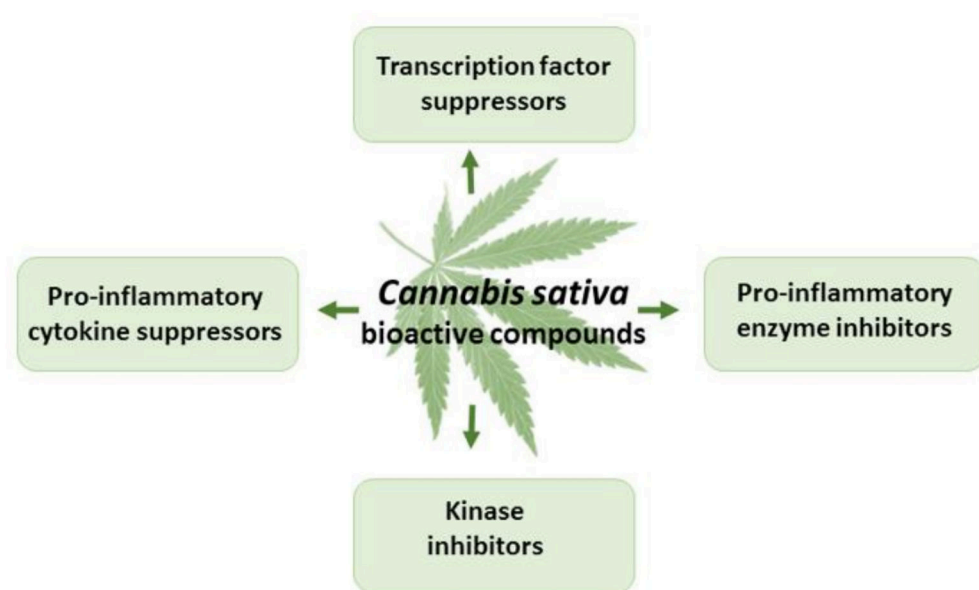 Transcription factor
suppressors
Pro-inflammatory
cytokine suppressors
Cannabis sativa
bioactive compounds
Pro-inflammatory
enzyme inhibitors
Kinase
inhibitors